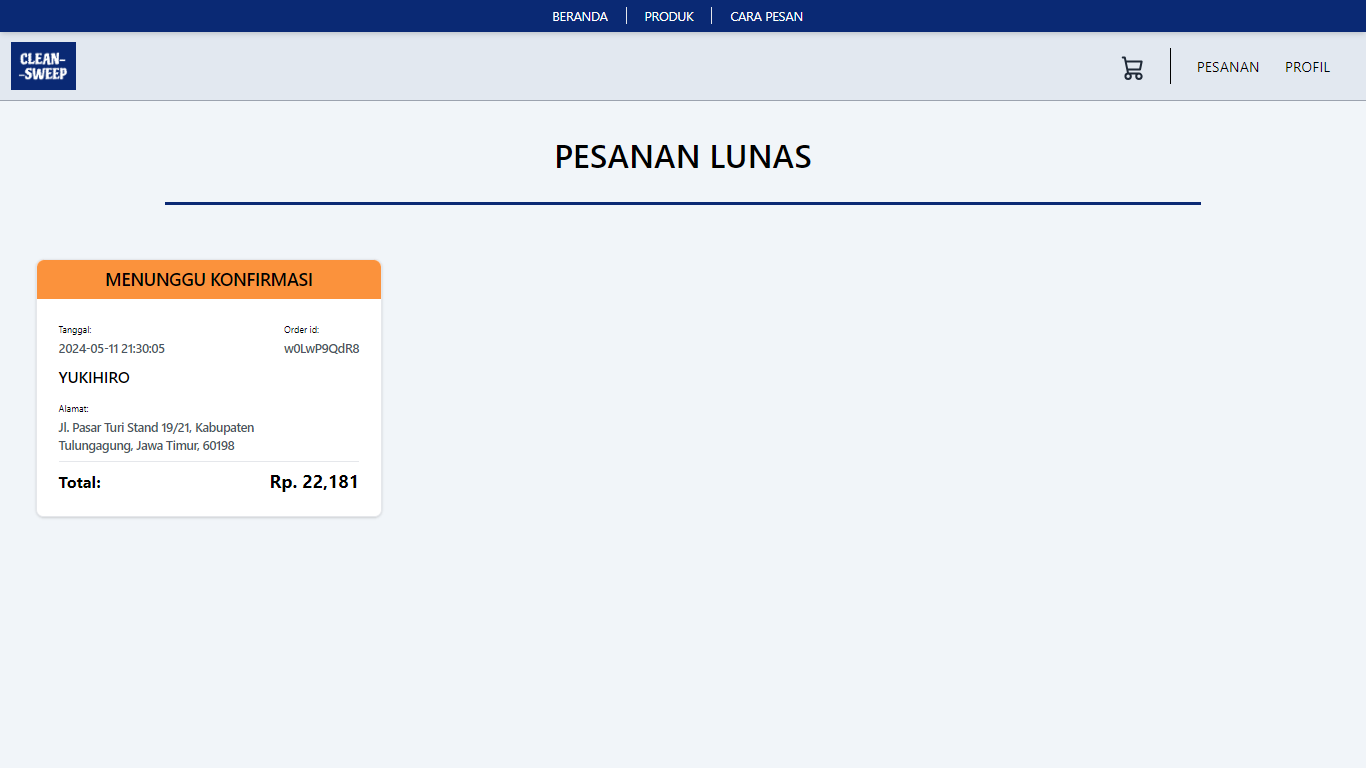 BERANDA
PRODUK
CARA PESAN
CLEAN-
-SWEEP
PESANAN
PROFIL
PESANAN LUNAS
MENUNGGU KONFIRMASI
Tanggal:
Order id:
2024-05-11 21:30:05
w0LwP9QdR8
YUKIHIRO
Alamat:
Jl. Pasar Turi Stand 19/21, Kabupaten
Tulungagung, Jawa Timur, 60198
Total:
Rp. 22,181